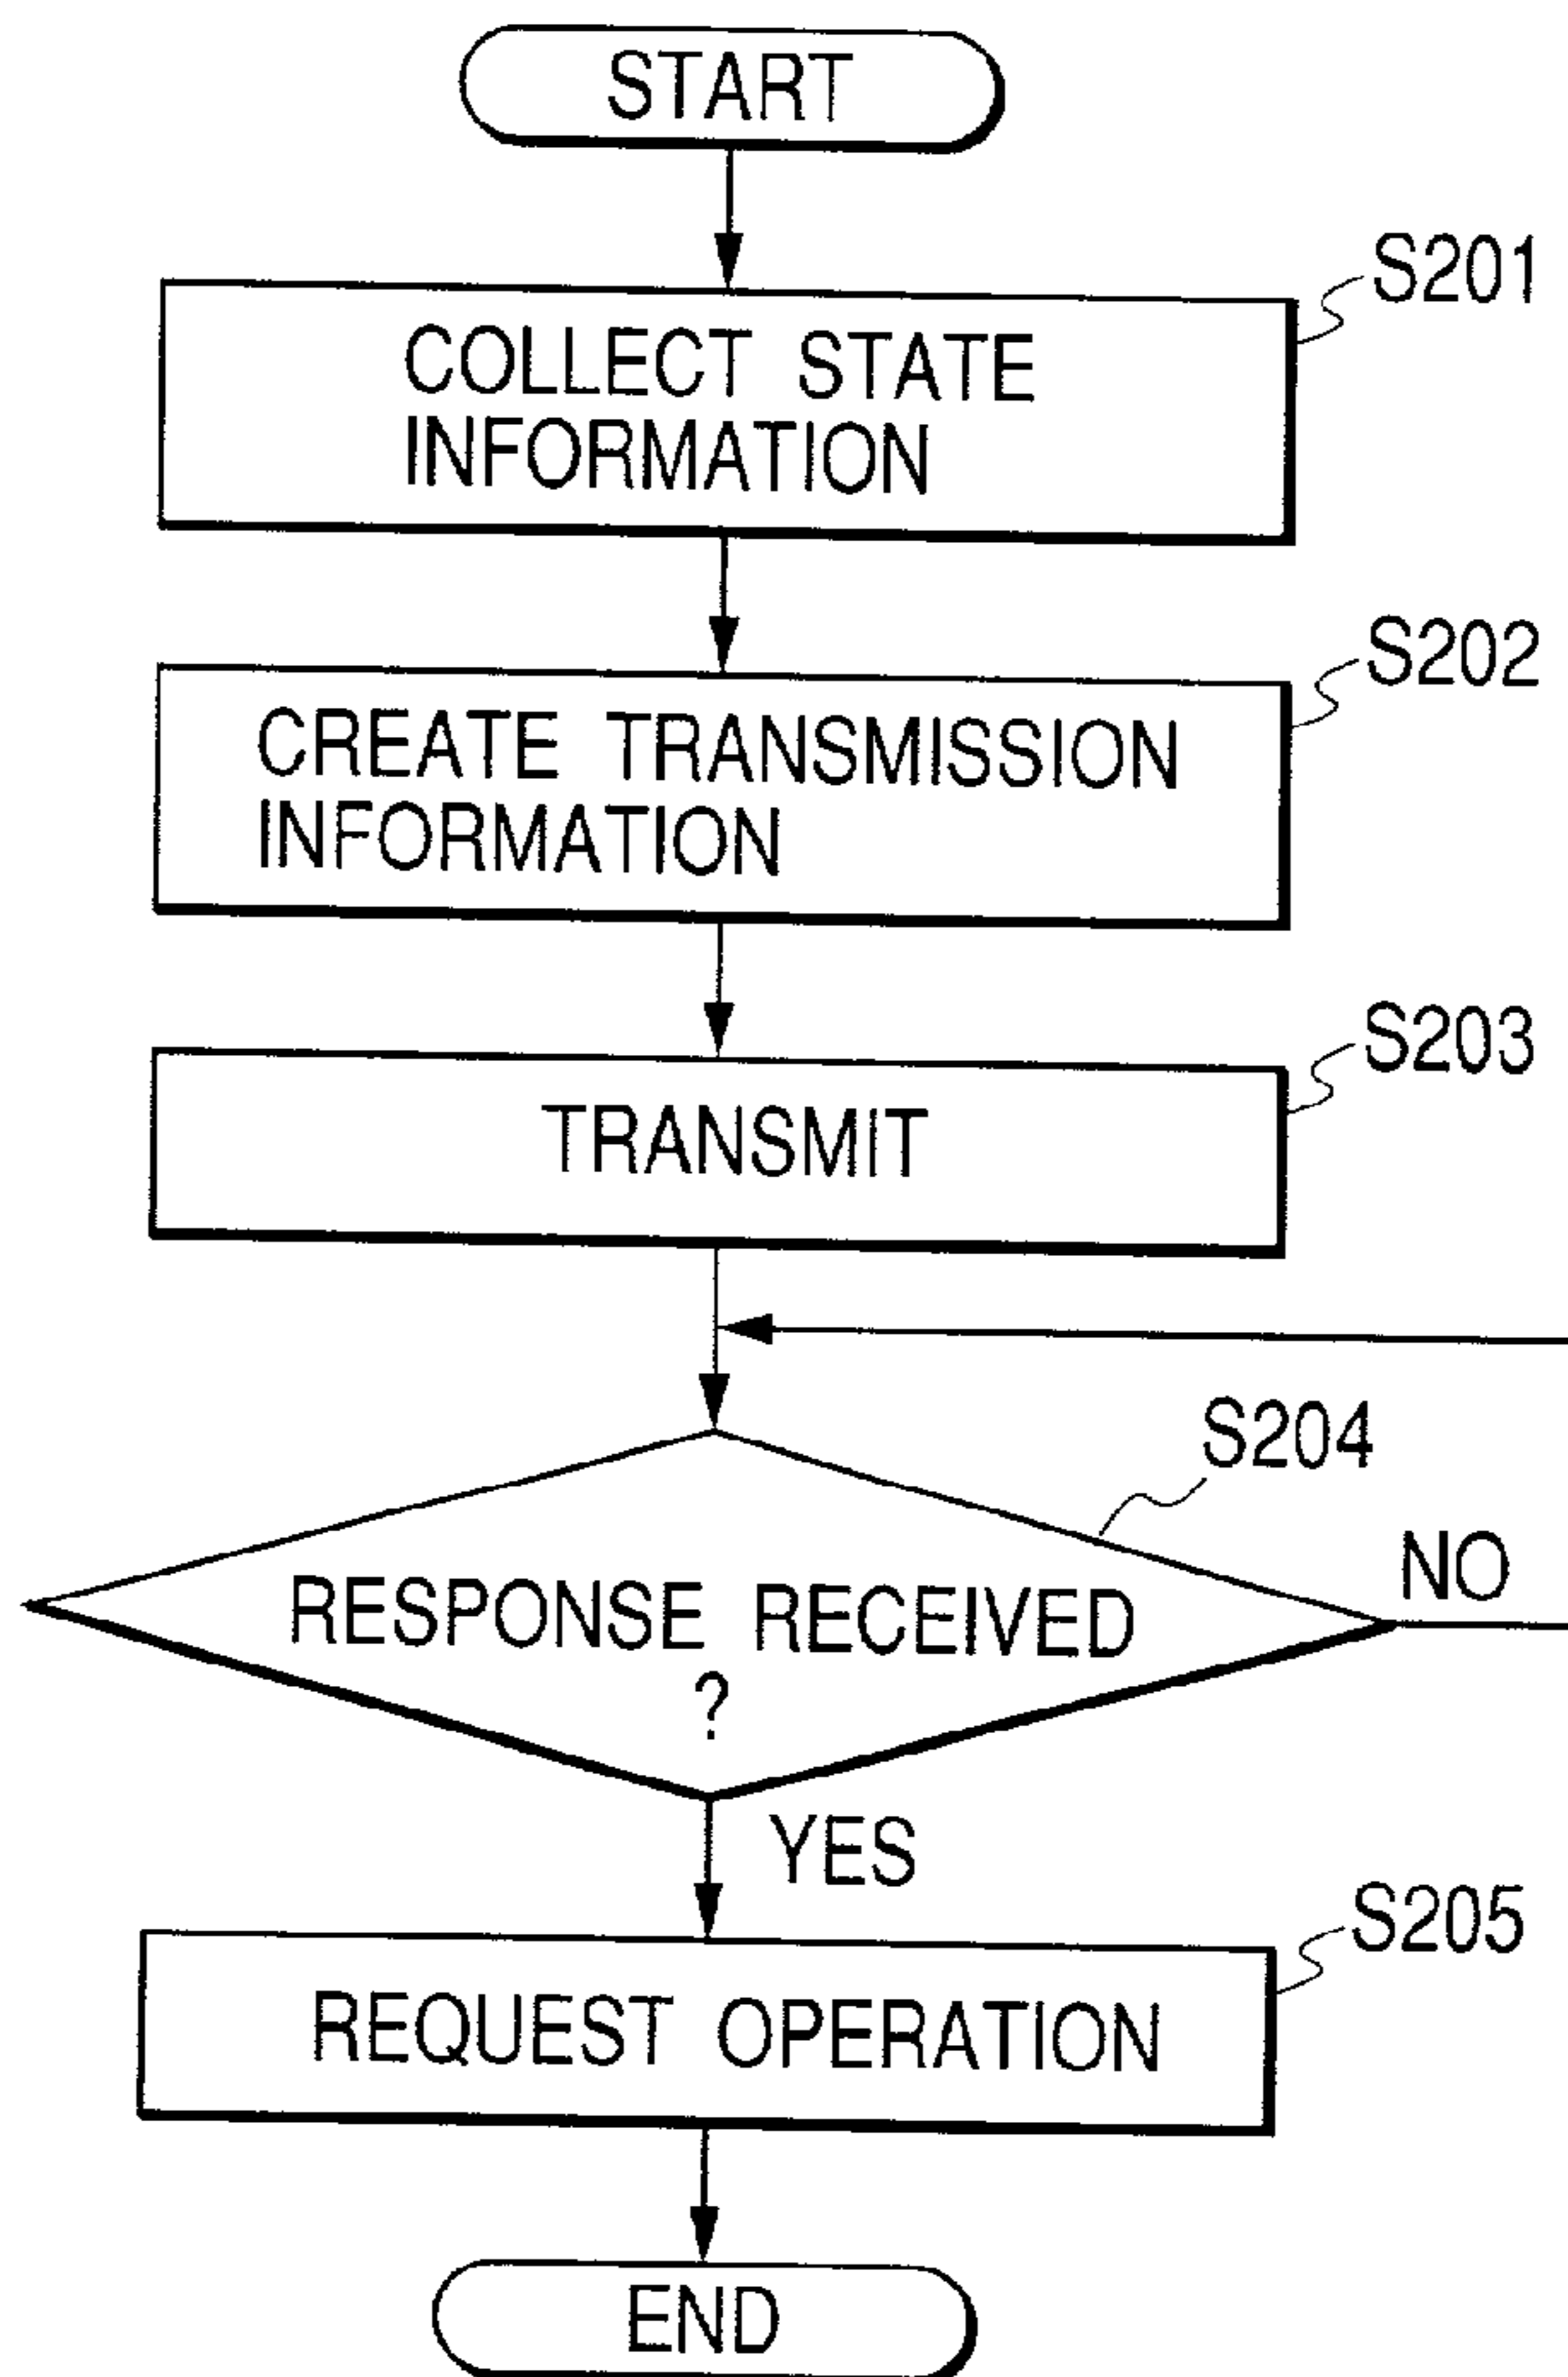 START
S201
COLLECT STATE
INFORMATION
S202
CREATE TRANSMISSION
INFORMATION
S203
TRANSMIT
S204
NO
RESPONSE RECEIVED
?
YES
S205
REQUEST OPERATION
END